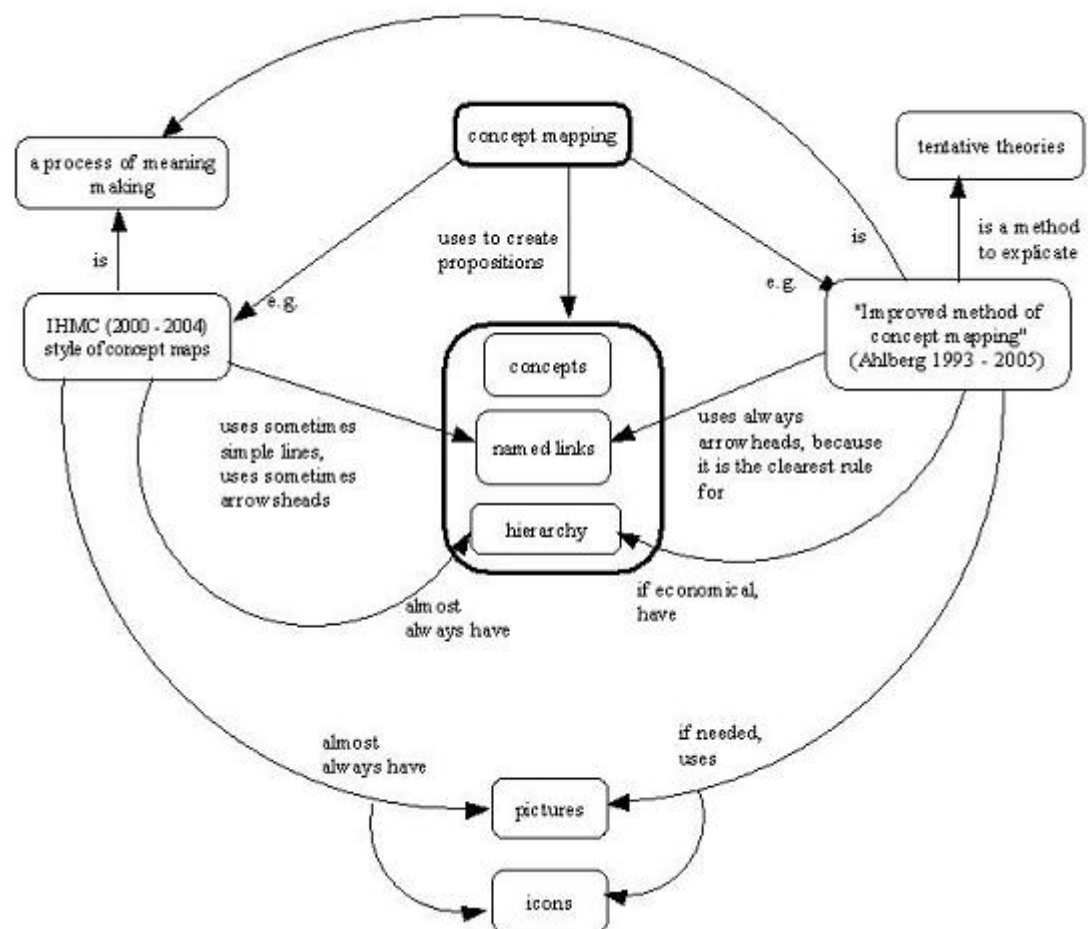 concept mapping
tentative theories
a process of meaning
making
uses to create
propositions
is
is a method
to explicate
is
e.g.
e.g.
IHMC (2000 - 2004)
style of concept maps
"Improved method of
concept mapping"
(Ahlberg 1993 - 2005)
concepts
uses sometimes
simple lines,
uses sometimes
arrowsheads
named links
uses always
arrowheads, because
it is the clearest rule
for
hierarchy
almost
always have
if economical,
have
almost
always have
if needed,
uses
pictures
icons